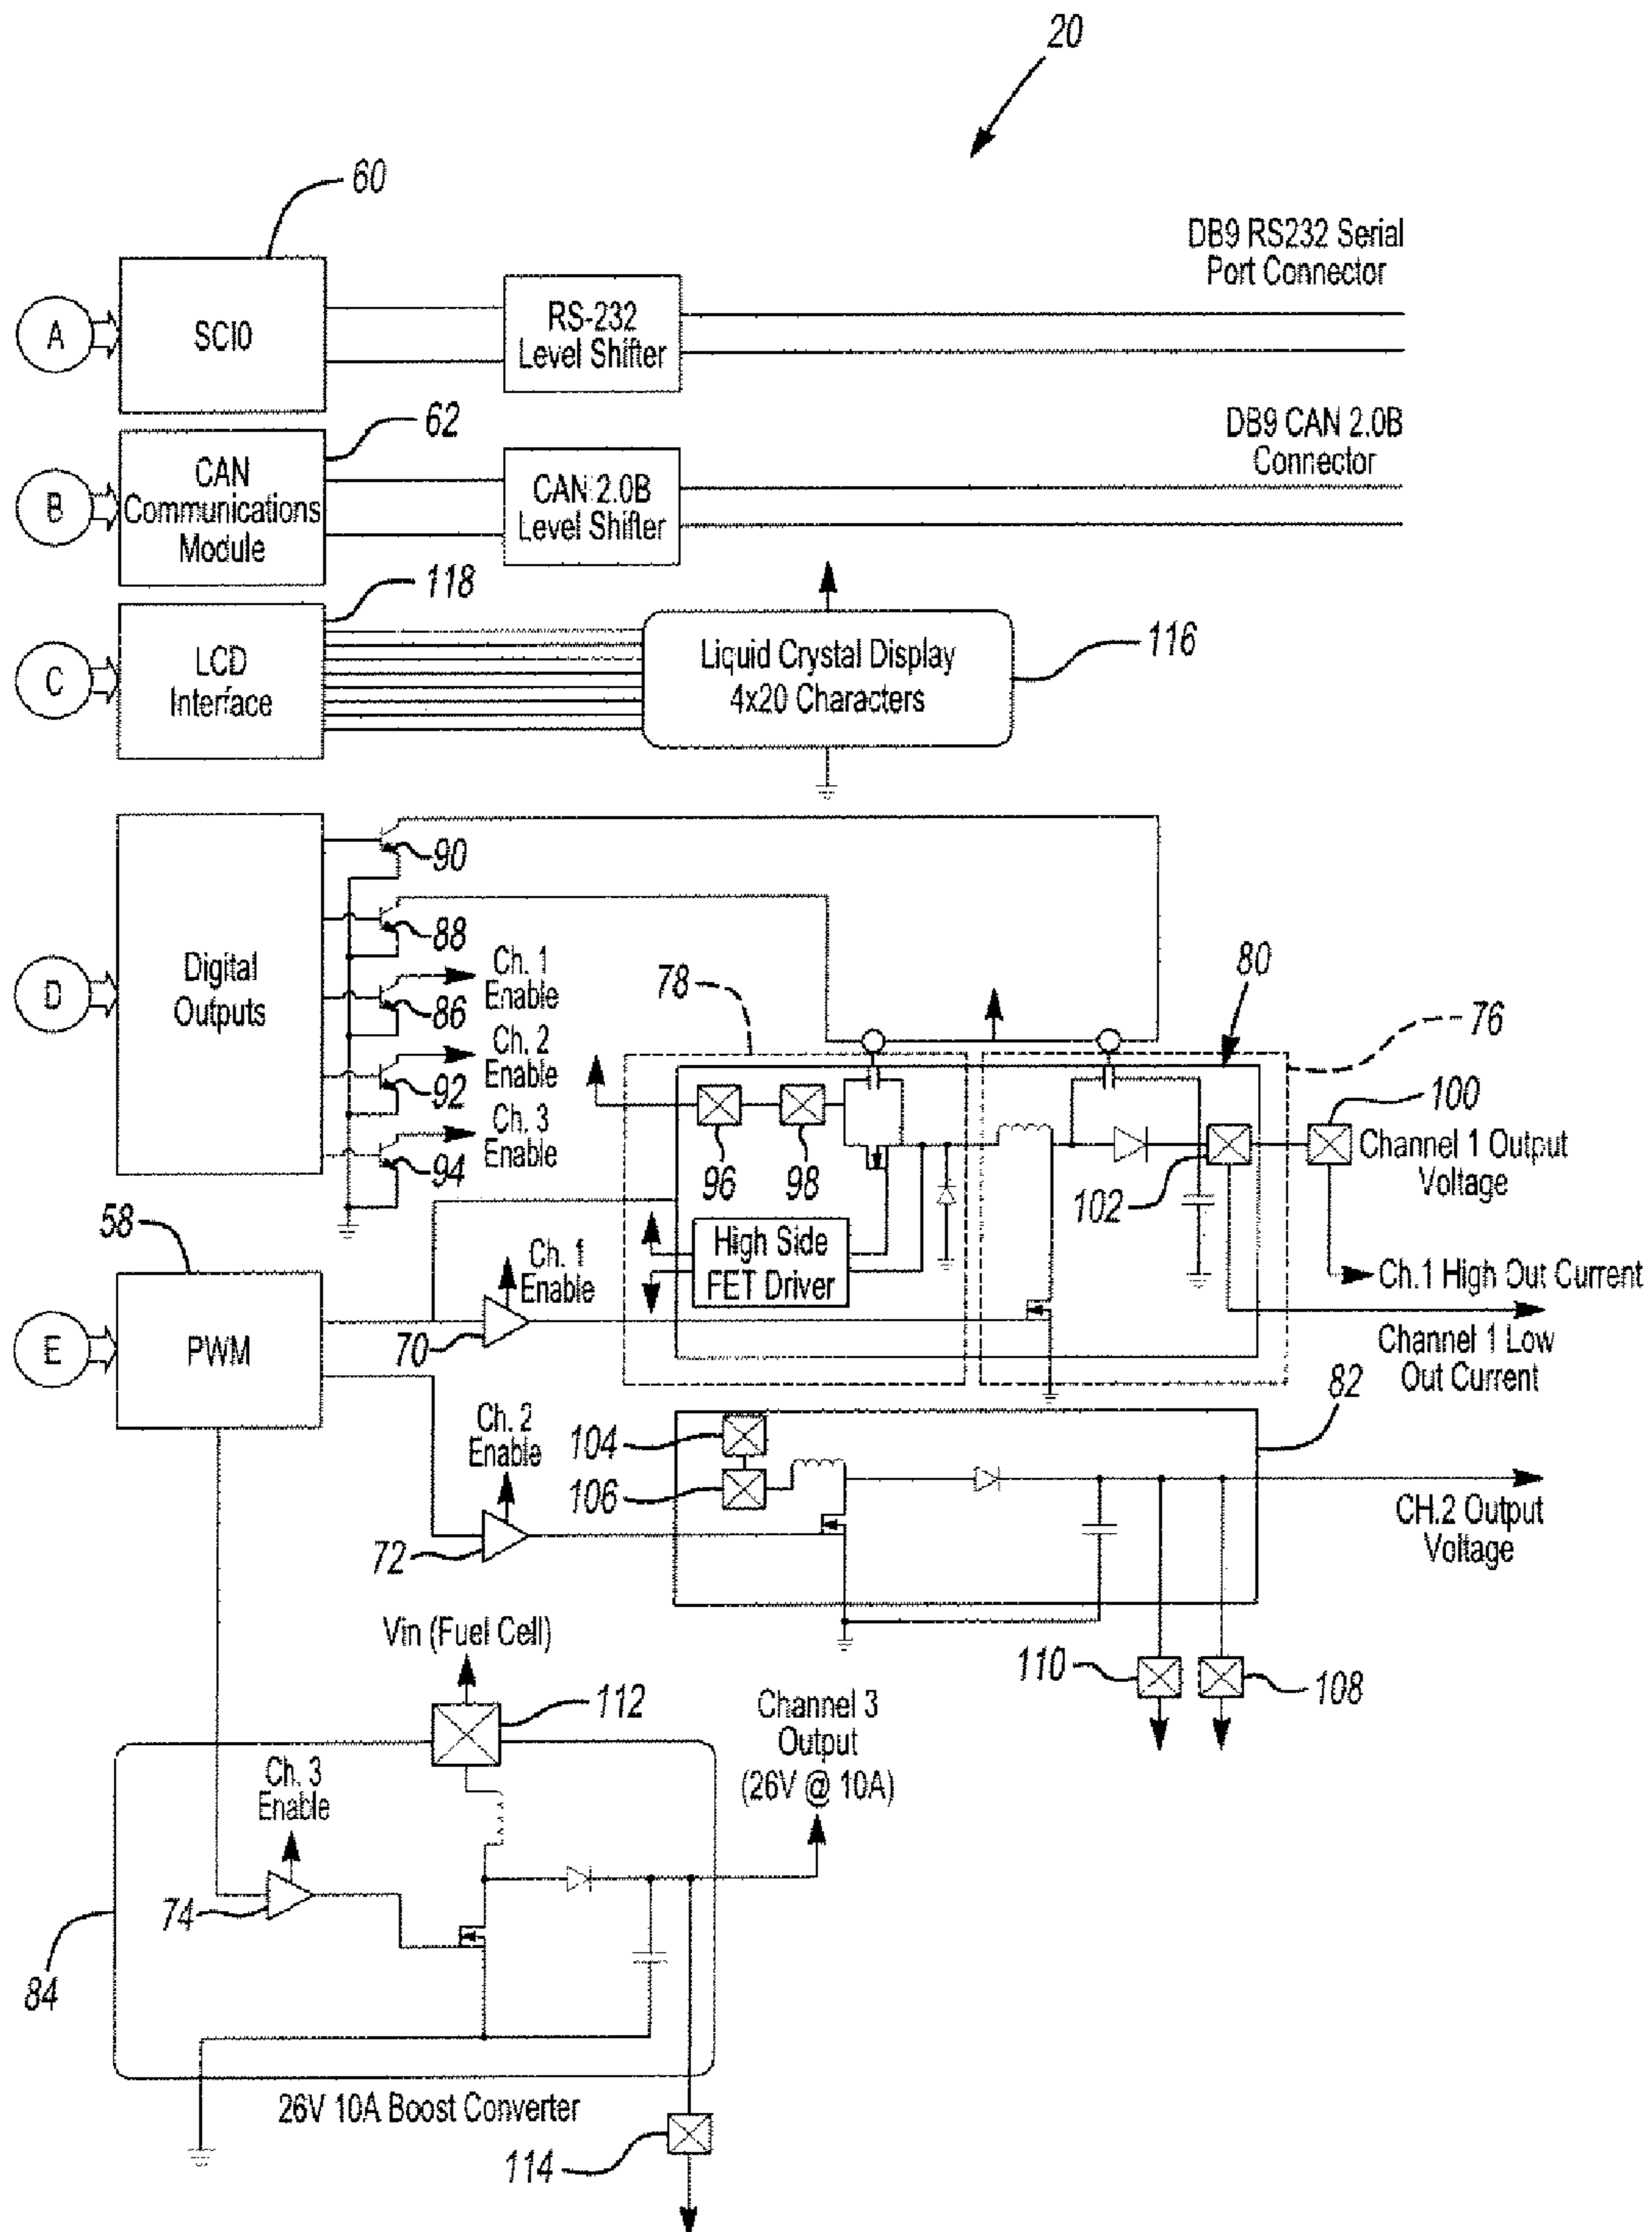 20
60
DB9 RS232 Serial
Port Connector
A
SCI0
RS-232
Level Shifter
62
DB9 CAN 2.0B
Connector
B
CAN
Communications
Module
CAN 2.0B
Level Shifter
118
C
LCD
Interface
Liquid Crystal Display
4x20 Characters
116
D
Digital
Outputs
90
88
Ch. 1
Enable
86
Ch. 2
Enable
92
Ch. 3
Enable
94
78
80
76
96
98
100
Channel 1 Output
Voltage
102
High Side
FET Driver
Ch.1 High Out Current
Channel 1 Low
Out Current
58
E
PWM
Ch. 1
Enable
70
82
Ch. 2
Enable
104
106
72
CH.2 Output
Voltage
110
108
Vin (Fuel Cell)
112
Channel 3
Output
(26V @ 10A)
Ch. 3
Enable
74
84
26V 10A Boost Converter
114